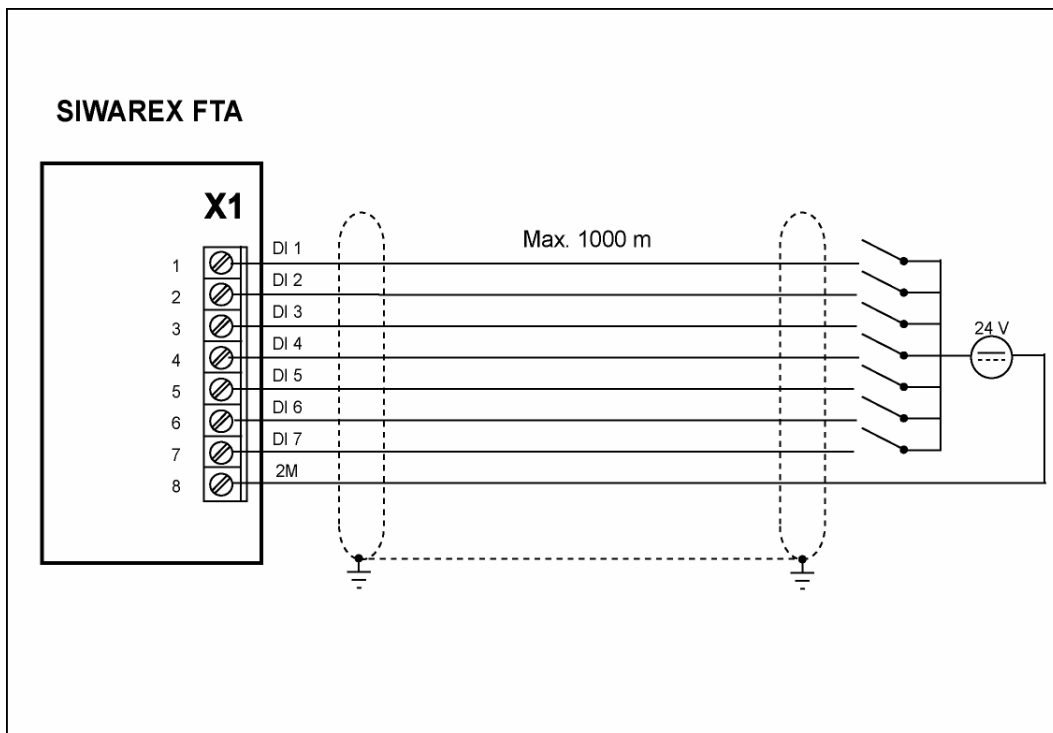 SIWAREX FTA
X1
Max. 1000 m
1 DI 1
2 DI 2
3 DI 3
24 V
4 DI 4
5 DI 5
6 DI 6
7 DI 7
8 2M